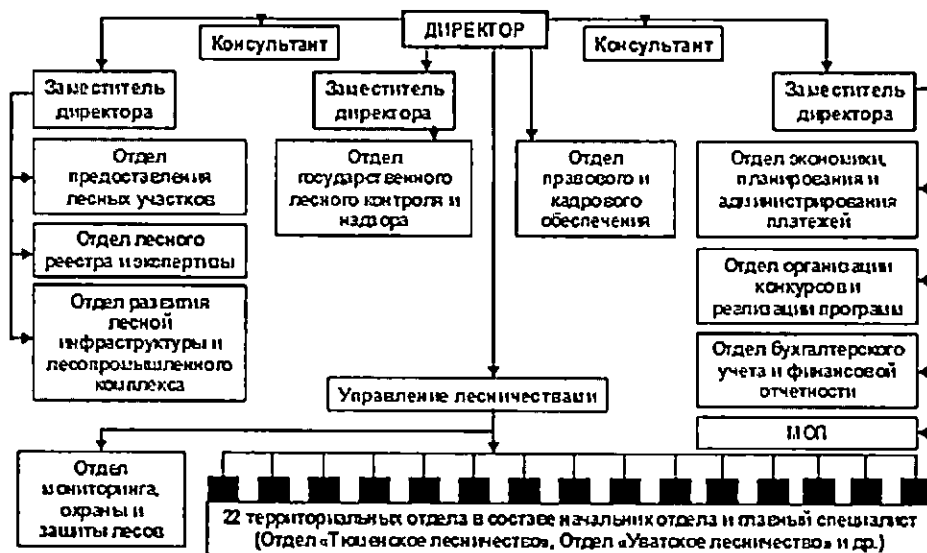 ДИРЕКТОР
Консультант
Консультант
Заместитель
директора
Заместитель
директора
Заместитель
директора
Отдел
предоставления
лесных участков
Отдел лесного
реестра и экспертизы
Отдел развития
лесной
инфраструктуры и
лесопромышленного
комплекса
Отдел
государственного
лесного контроля и
надзора
Отдел
правового и
кадрового
обеспечения
Отдел экономики,
планирования и
администрирования
платежей
Отдел организации
конкурсов и
реализации программ
Отдел бухгалтерского
учета и финансовой
отчетности
МОП
Управление лесничествами
Отдел
мониторинга,
охраны и
защиты лесов
22 территориальных отдела в составе начальник отдела и главный специалист
(Отдел «Тюменское лесничество», Отдел «Уватское лесничество» и др.)